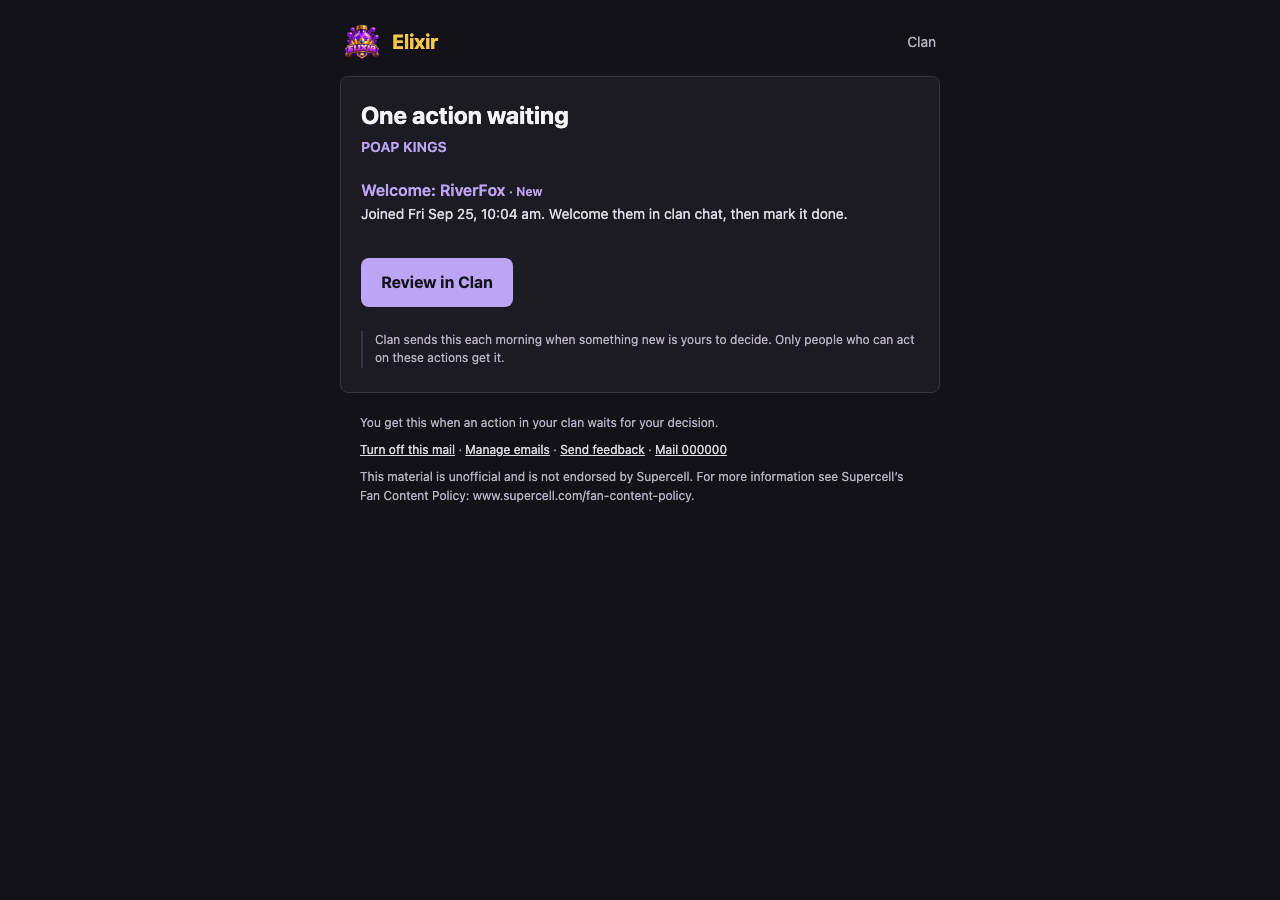 ELIXIR
Elixir
Clan
One action waiting
POAP KINGS
Welcome: RiverFox · New
Joined Fri Sep 25, 10:04 am. Welcome them in clan chat, then mark it done.
Review in Clan
Clan sends this each morning when something new is yours to decide. Only people who can act
on these actions get it.
You get this when an action in your clan waits for your decision.
Turn off this mail · Manage emails · Send feedback · Mail 000000
This material is unofficial and is not endorsed by Supercell. For more information see Supercell’s
Fan Content Policy: www.supercell.com/fan-content-policy.